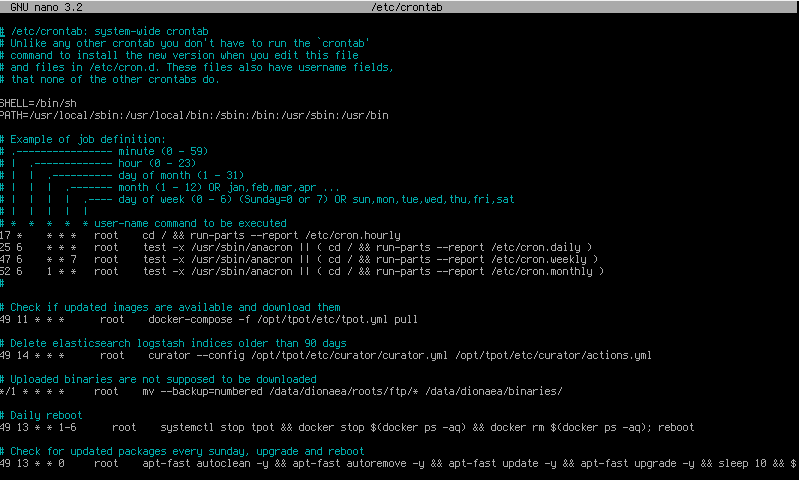 GNU nano 3.2 /etc/crontab
# /etc/crontab: system-wide crontab
# Unlike any other crontab you don't have to run the `crontab'
# command to install the new version when you edit this file
# and files in /etc/cron.d. These files also have username fields,
# that none of the other crontabs do.
SHELL=/bin/sh
PATH=/usr/local/sbin:/usr/local/bin:/sbin:/bin:/usr/sbin:/usr/bin
# Example of job definition:
# .---------------- minute (0 - 59)
# |  .------------- hour (0 - 23)
# |  |  .---------- day of month (1 - 31)
# |  |  |  .------- month (1 - 12) OR jan,feb,mar,apr ...
# |  |  |  |  .---- day of week (0 - 6) (Sunday=0 or 7) OR sun,mon,tue,wed,thu,fri,sat
# |  |  |  |  |
# *  *  *  *  * user-name command to be executed
17 *    * * *   root    cd / && run-parts --report /etc/cron.hourly
25 6    * * *   root    test -x /usr/sbin/anacron || ( cd / && run-parts --report /etc/cron.daily )
47 6    * * 7   root    test -x /usr/sbin/anacron || ( cd / && run-parts --report /etc/cron.weekly )
52 6    1 * *   root    test -x /usr/sbin/anacron || ( cd / && run-parts --report /etc/cron.monthly )
#
# Check if updated images are available and download them
49 11 * * *      root    docker-compose -f /opt/tpot/etc/tpot.yml pull
# Delete elasticsearch logstash indices older than 90 days
49 14 * * *      root    curator --config /opt/tpot/etc/curator/curator.yml /opt/tpot/etc/curator/actions.yml
# Uploaded binaries are not supposed to be downloaded
*/1 * * * *     root    mv --backup=numbered /data/dionaea/roots/ftp/* /data/dionaea/binaries/
# Daily reboot
49 13 * * 1-6      root    systemctl stop tpot && docker stop $(docker ps -aq) && docker rm $(docker ps -aq); reboot
# Check for updated packages every sunday, upgrade and reboot
49 13 * * 0     root    apt-fast autoclean -y && apt-fast autoremove -y && apt-fast update -y && apt-fast upgrade -y && sleep 10 && $